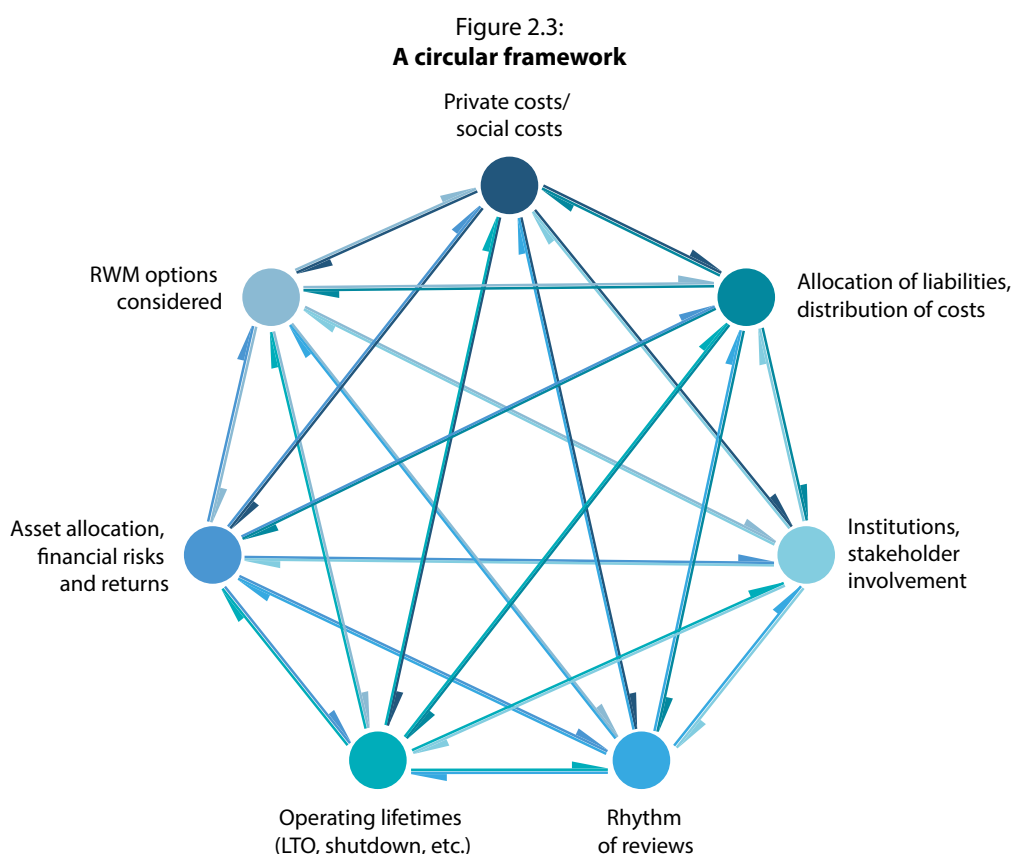 Figure 2.3:
A circular framework
Private costs/
social costs
RWM options
considered
Allocation of liabilities,
distribution of costs
Asset allocation,
financial risks
and returns
Institutions,
stakeholder
involvement
Operating lifetimes
(LTO, shutdown, etc.)
Rhythm
of reviews